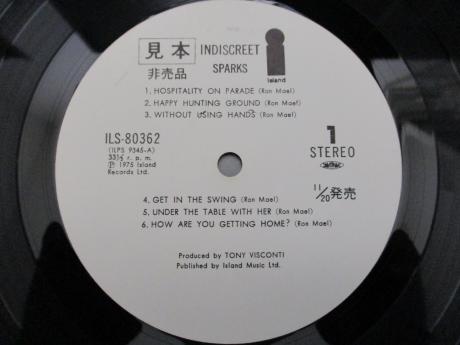 見本 INDISCREET
非売品 SPARKS
island
1. HOSPITALITY ON PARADE (Ron Mael)
2. HAPPY HUNTING GROUND (Ron Mael)
3. WITHOUT USING HANDS (Ron Mael)
ILS-80362
(ILPS 9345-A)
33⅓ r. p. m.
Ⓟ 1975 Island
Records Ltd.
1
STEREO
11/20発売
4. GET IN THE SWING (Ron Mael)
5. UNDER THE TABLE WITH HER (Ron Mael)
6. HOW ARE YOU GETTING HOME? (Ron Mael)
Produced by TONY VISCONTI
Published by Island Music Ltd.